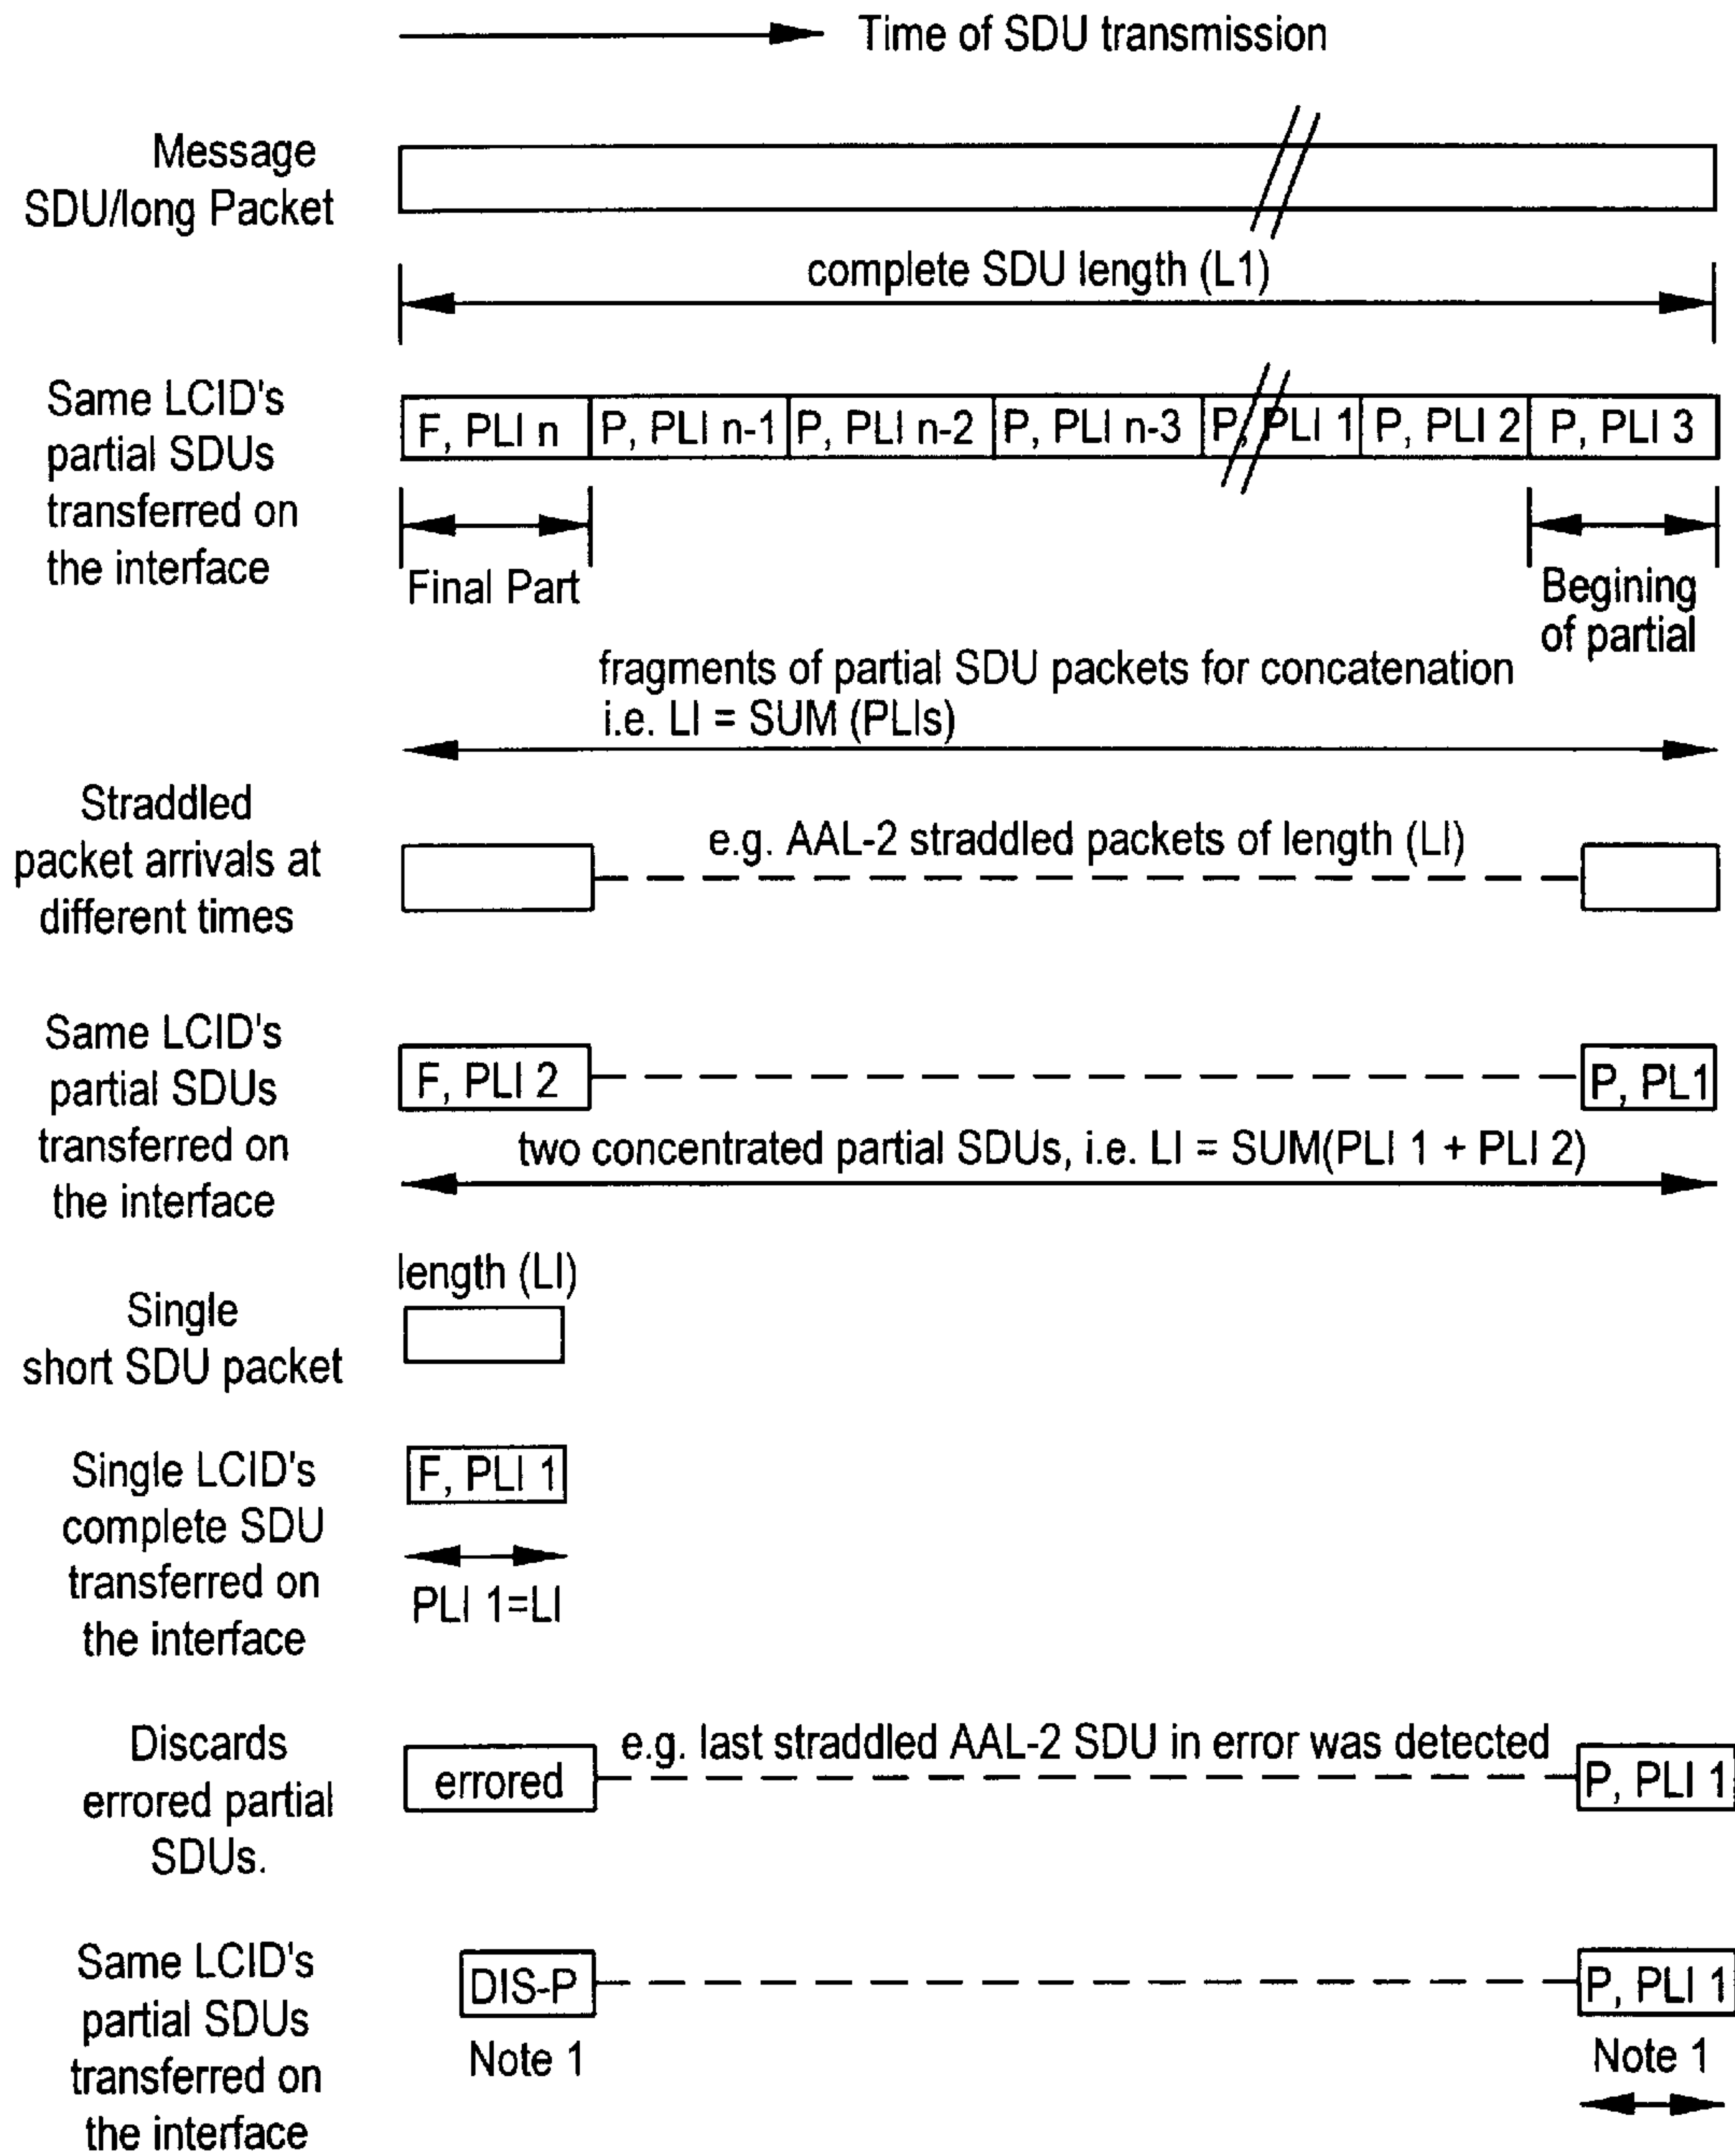 Time of SDU transmission
Message
SDU/long Packet
complete SDU length (L1)
Same LCID's
partial SDUs
transferred on
the interface
F, PLI n
P, PLI n-1
P, PLI n-2
P, PLI n-3
P, PLI 1
P, PLI 2
P, PLI 3
Final Part
Begining
of partial
fragments of partial SDU packets for concatenation
i.e. LI = SUM (PLIs)
Straddled
packet arrivals at
different times
e.g. AAL-2 straddled packets of length (LI)
Same LCID's
partial SDUs
transferred on
the interface
F, PLI 2
P, PL1
two concentrated partial SDUs, i.e. LI = SUM(PLI 1 + PLI 2)
length (LI)
Single
short SDU packet
Single LCID's
complete SDU
transferred on
the interface
F, PLI 1
PLI 1=LI
Discards
errored partial
SDUs.
errored
e.g. last straddled AAL-2 SDU in error was detected
P, PLI 1
Same LCID's
partial SDUs
transferred on
the interface
DIS-P
Note 1
P, PLI 1
Note 1